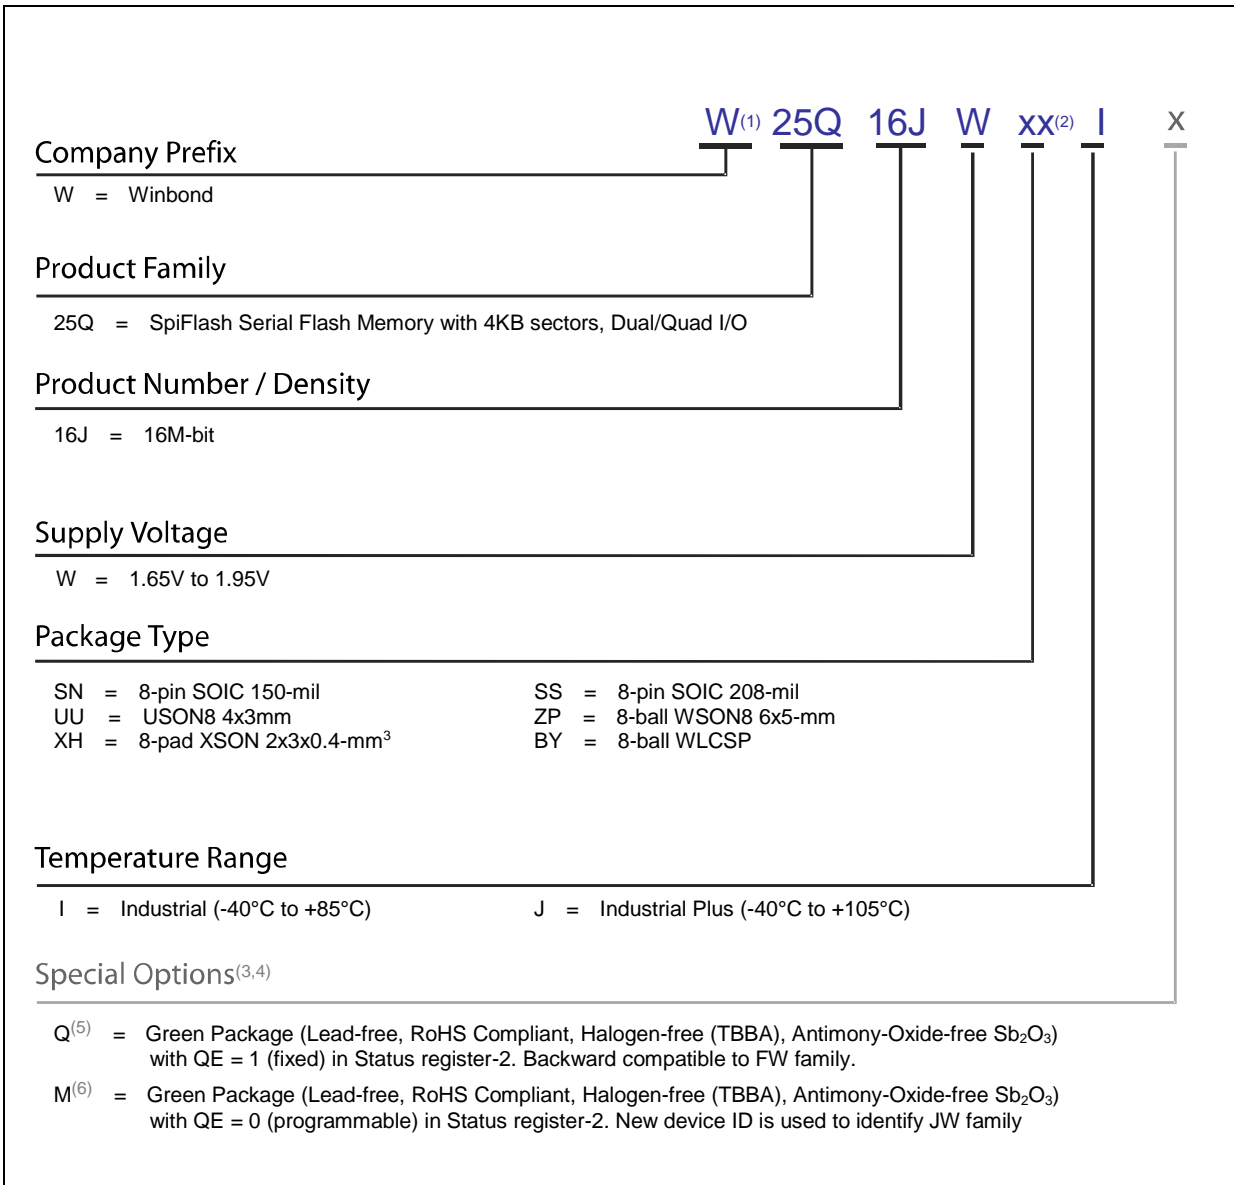 W(1) 25Q 16J W xx(2) I x
Company Prefix
W = Winbond
Product Family
25Q = SpiFlash Serial Flash Memory with 4KB sectors, Dual/Quad I/O
Product Number / Density
16J = 16M-bit
Supply Voltage
W = 1.65V to 1.95V
Package Type
SN = 8-pin SOIC 150-mil SS = 8-pin SOIC 208-mil
UU = USON8 4x3mm ZP = 8-ball WSON8 6x5-mm
XH = 8-pad XSON 2x3x0.4-mm³ BY = 8-ball WLCSP
Temperature Range
I = Industrial (-40°C to +85°C) J = Industrial Plus (-40°C to +105°C)
Special Options(3,4)
Q(5) = Green Package (Lead-free, RoHS Compliant, Halogen-free (TBBA), Antimony-Oxide-free Sb₂O₃)
with QE = 1 (fixed) in Status register-2. Backward compatible to FW family.
M(6) = Green Package (Lead-free, RoHS Compliant, Halogen-free (TBBA), Antimony-Oxide-free Sb₂O₃)
with QE = 0 (programmable) in Status register-2. New device ID is used to identify JW family